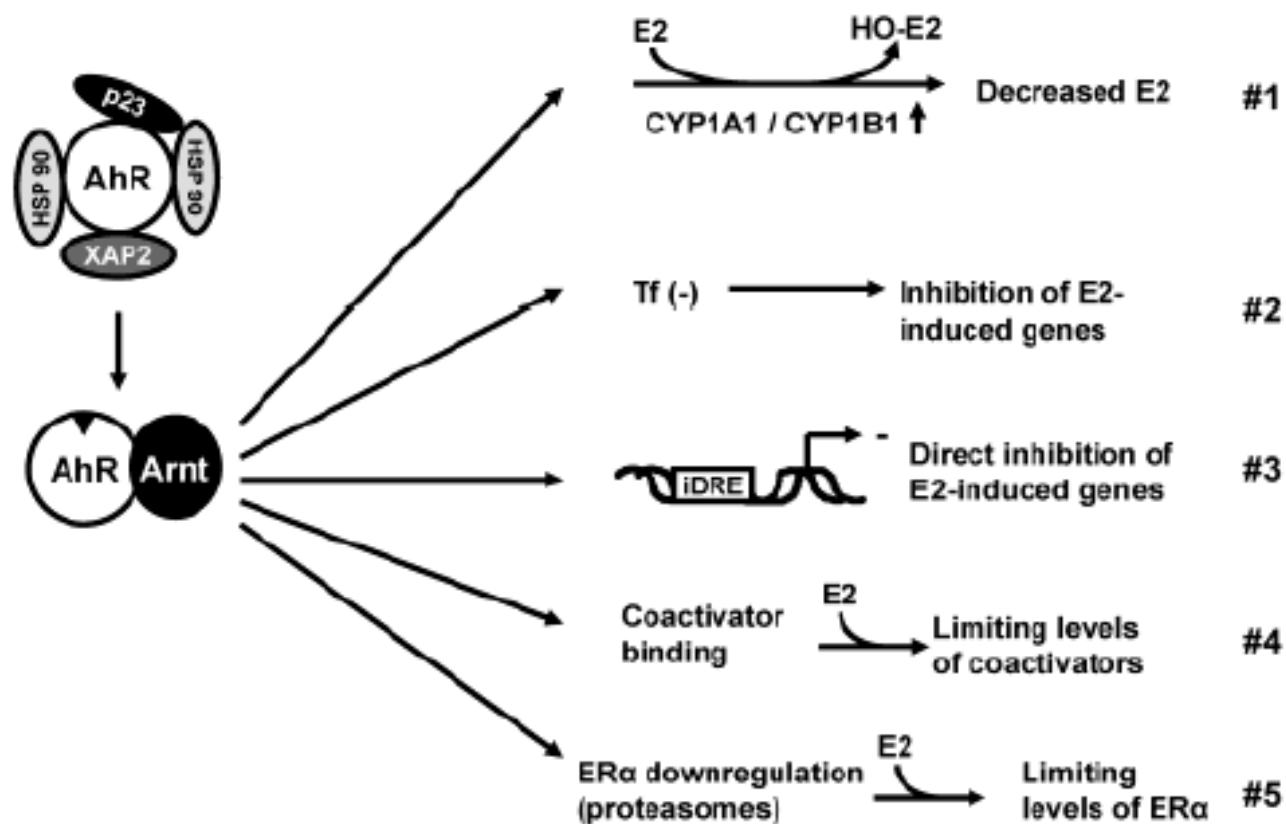 p23
HSP 90
AhR
HSP 90
XAP2
AhR
Arnt
E2
HO-E2
CYP1A1 / CYP1B1
Decreased E2
#1
Tf (-)
Inhibition of E2-
induced genes
#2
iDRE
-
Direct inhibition of
E2-induced genes
#3
Coactivator
binding
E2
Limiting levels
of coactivators
#4
ERα downregulation
(proteasomes)
E2
Limiting
levels of ERα
#5